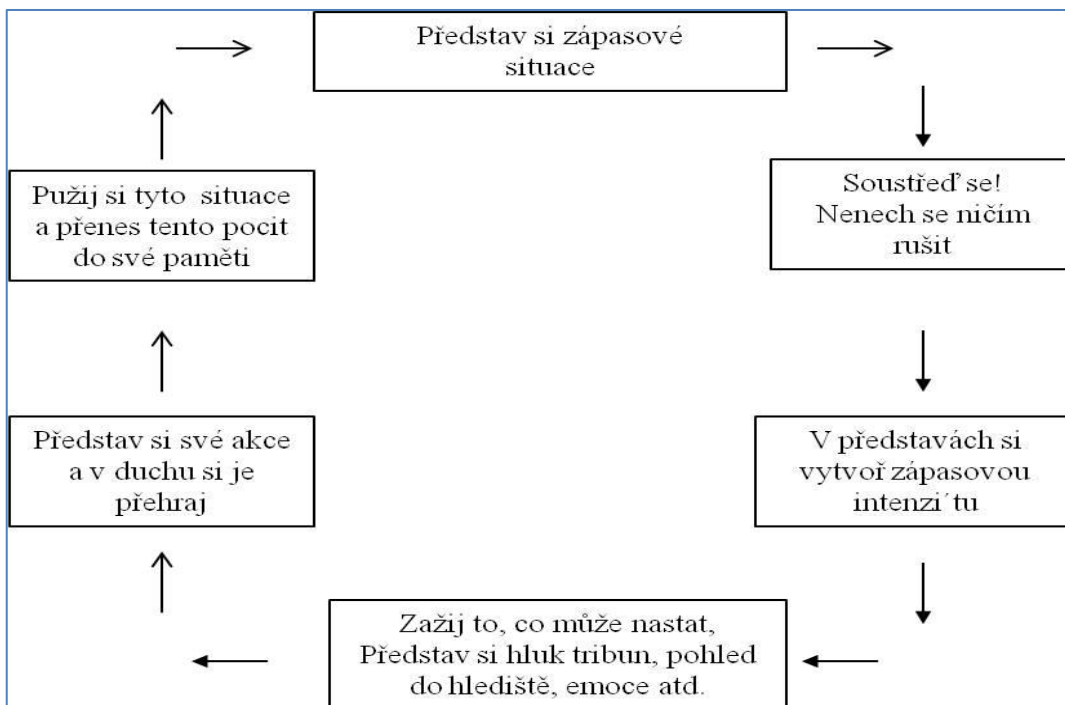 Představ si zápasové
situace
Soustřeď se!
Nenech se ničím
rušit
V představách si
vytvoř zápasovou
intenzi´tu
Zažij to, co může nastat,
Představ si hluk tribun, pohled
do hlediště, emoce atd.
Představ si své akce
a v duchu si je
přehraj
Pužij si tyto situace
a přenes tento pocit
do své paměti